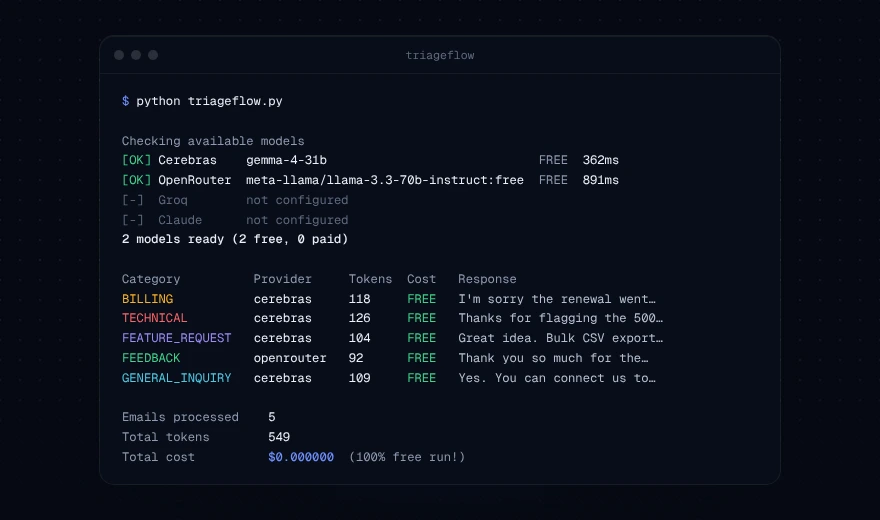 triageflow
$ python triageflow.py
Checking available models
[OK] Cerebras gemma-4-31b FREE 362ms
[OK] OpenRouter meta-llama/llama-3.3-70b-instruct:free FREE 891ms
[-] Groq not configured
[-] Claude not configured
2 models ready (2 free, 0 paid)
Category Provider Tokens Cost Response
BILLING cerebras 118 FREE I'm sorry the renewal went…
TECHNICAL cerebras 126 FREE Thanks for flagging the 500…
FEATURE_REQUEST cerebras 104 FREE Great idea. Bulk CSV export…
FEEDBACK openrouter 92 FREE Thank you so much for the…
GENERAL_INQUIRY cerebras 109 FREE Yes. You can connect us to…
Emails processed 5
Total tokens 549
Total cost $0.000000 (100% free run!)